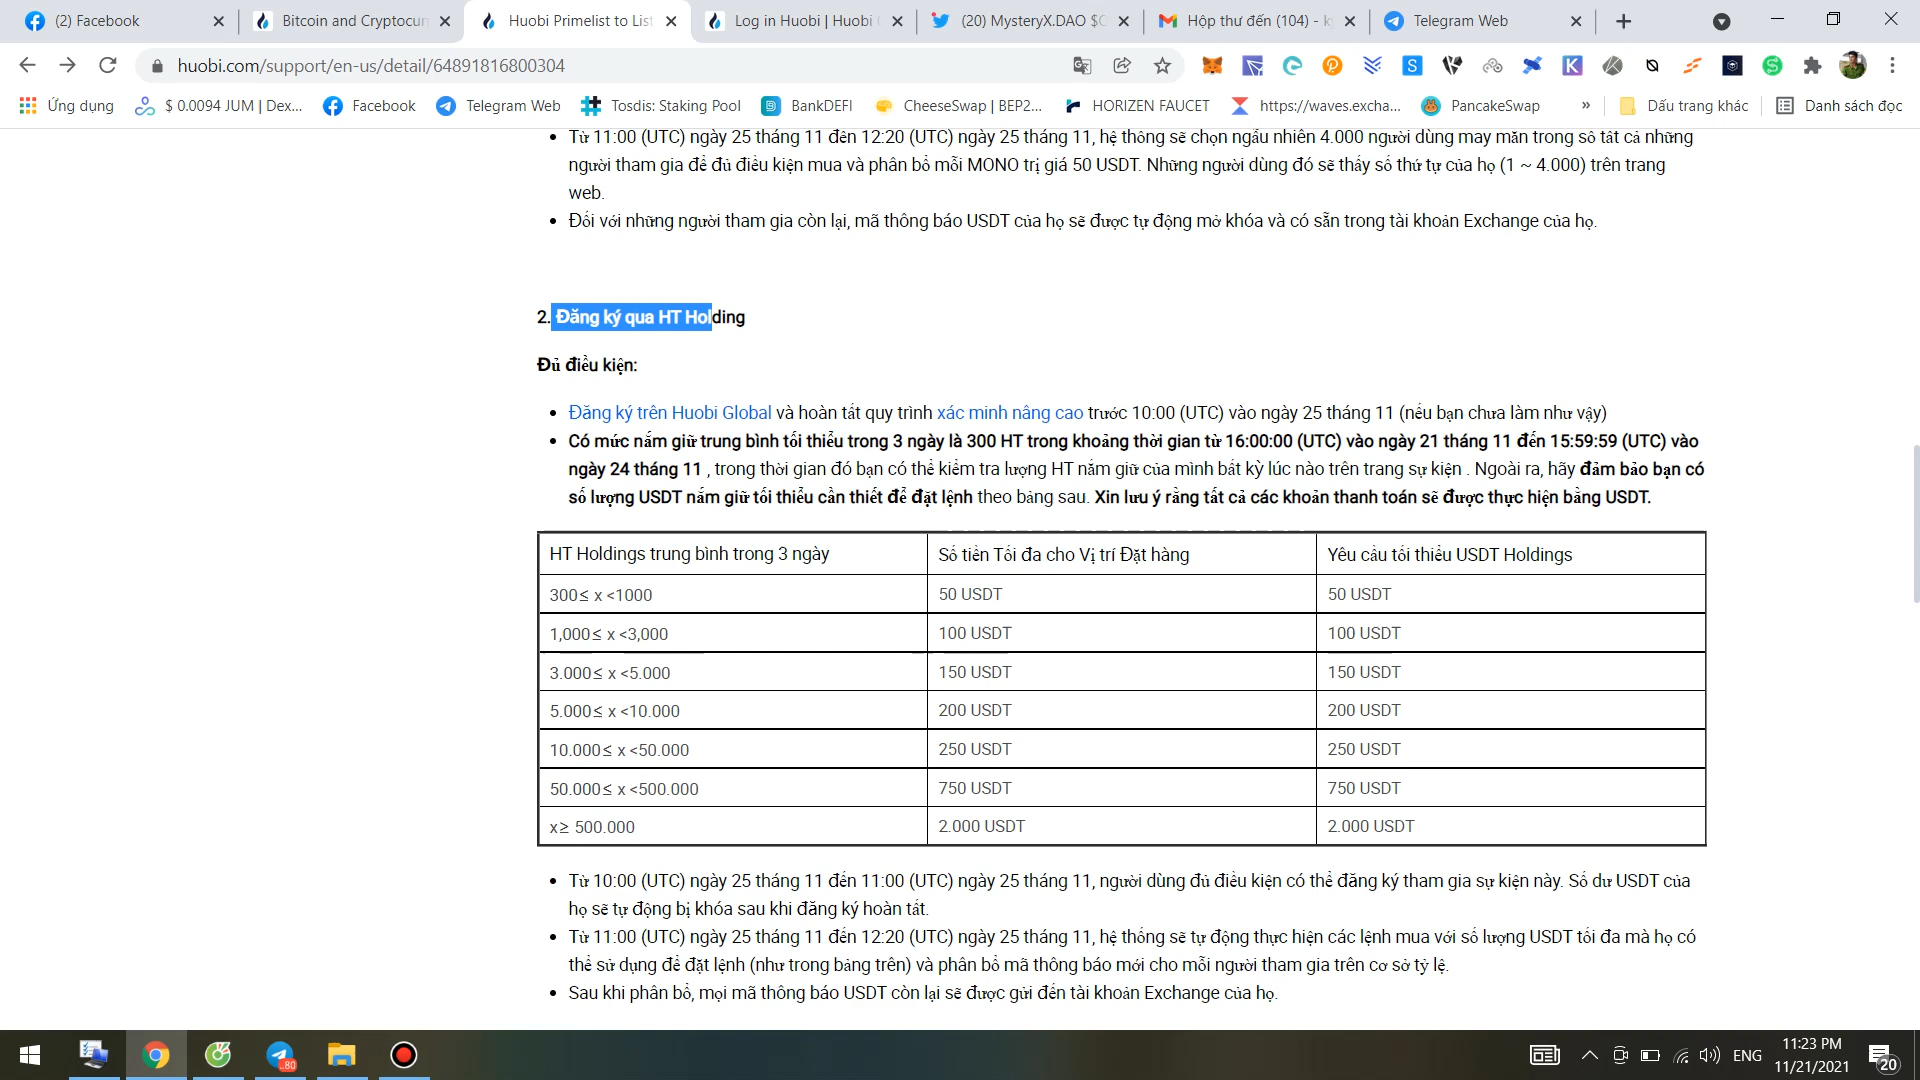 (2) Facebook
Bitcoin and Cryptocurr
Huobi Primelist to List
Log in Huobi | Huobi
(20) MysteryX.DAO $C
Hộp thư đến (104) - k
Telegram Web
huobi.com/support/en-us/detail/64891816800304
Ứng dụng
$ 0.0094 JUM | Dex...
Facebook
Telegram Web
Tosdis: Staking Pool
BankDEFI
CheeseSwap | BEP2...
HORIZEN FAUCET
https://waves.excha...
PancakeSwap
»
Dấu trang khác
Danh sách đọc
• Từ 11:00 (UTC) ngày 25 tháng 11 đến 12:20 (UTC) ngày 25 tháng 11, hệ thống sẽ chọn ngẫu nhiên 4.000 người dùng may mắn trong số tất cả những
người tham gia để đủ điều kiện mua và phân bổ mỗi MONO trị giá 50 USDT. Những người dùng đó sẽ thấy số thứ tự của họ (1 ~ 4.000) trên trang
web.
• Đối với những người tham gia còn lại, mã thông báo USDT của họ sẽ được tự động mở khóa và có sẵn trong tài khoản Exchange của họ.
2. Đăng ký qua HT Holding
Đủ điều kiện:
• Đăng ký trên Huobi Global và hoàn tất quy trình xác minh nâng cao trước 10:00 (UTC) vào ngày 25 tháng 11 (nếu bạn chưa làm như vậy)
• Có mức nắm giữ trung bình tối thiểu trong 3 ngày là 300 HT trong khoảng thời gian từ 16:00:00 (UTC) vào ngày 21 tháng 11 đến 15:59:59 (UTC) vào
ngày 24 tháng 11 , trong thời gian đó bạn có thể kiểm tra lượng HT nắm giữ của mình bất kỳ lúc nào trên trang sự kiện . Ngoài ra, hãy đảm bảo bạn có
số lượng USDT nắm giữ tối thiểu cần thiết để đặt lệnh theo bảng sau. Xin lưu ý rằng tất cả các khoản thanh toán sẽ được thực hiện bằng USDT.
HT Holdings trung bình trong 3 ngày
Số tiền Tối đa cho Vị trí Đặt hàng
Yêu cầu tối thiểu USDT Holdings
300≤ x <1000
50 USDT
50 USDT
1,000≤ x <3,000
100 USDT
100 USDT
3.000≤ x <5.000
150 USDT
150 USDT
5.000≤ x <10.000
200 USDT
200 USDT
10.000≤ x <50.000
250 USDT
250 USDT
50.000≤ x <500.000
750 USDT
750 USDT
x≥ 500.000
2.000 USDT
2.000 USDT
• Từ 10:00 (UTC) ngày 25 tháng 11 đến 11:00 (UTC) ngày 25 tháng 11, người dùng đủ điều kiện có thể đăng ký tham gia sự kiện này. Số dư USDT của
họ sẽ tự động bị khóa sau khi đăng ký hoàn tất.
• Từ 11:00 (UTC) ngày 25 tháng 11 đến 12:20 (UTC) ngày 25 tháng 11, hệ thống sẽ tự động thực hiện các lệnh mua với số lượng USDT tối đa mà họ có
thể sử dụng để đặt lệnh (như trong bảng trên) và phân bổ mã thông báo mới cho mỗi người tham gia trên cơ sở tỷ lệ.
• Sau khi phân bổ, mọi mã thông báo USDT còn lại sẽ được gửi đến tài khoản Exchange của họ.
80
ENG
11:23 PM
11/21/2021
20